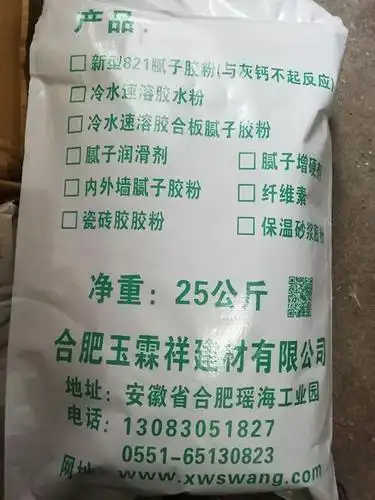 产品:
□新型821腻子胶粉(与灰钙不起反应)
□冷水速溶胶水粉
□冷水速溶胶合板腻子胶粉
□腻子润滑剂 □腻子增硬剂
□内外墙腻子胶粉 □纤维素
□瓷砖胶胶粉 □保温砂浆胶粉
净重:25公斤
合肥玉霖祥建材有限公司
地址:安徽省合肥瑶海工业园
电话:13083051827
0551-65130823
网址:www.xwswang.com